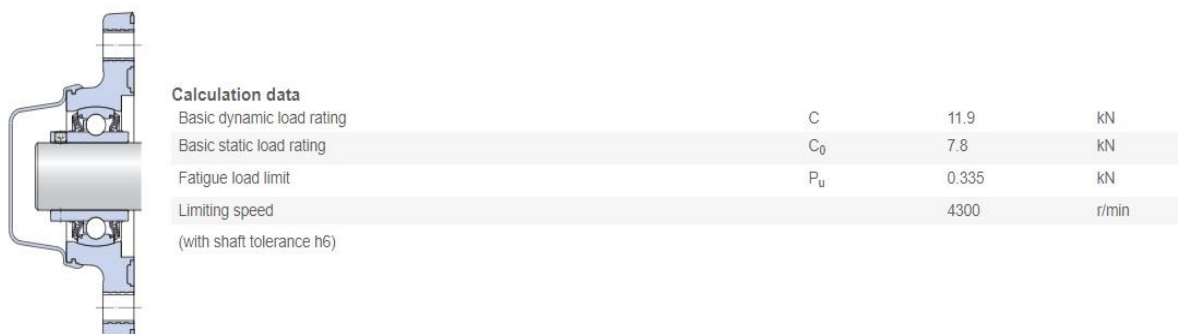 Calculation data
Basic dynamic load rating C 11.9 kN
Basic static load rating C₀ 7.8 kN
Fatigue load limit Pᵤ 0.335 kN
Limiting speed 4300 r/min
(with shaft tolerance h6)